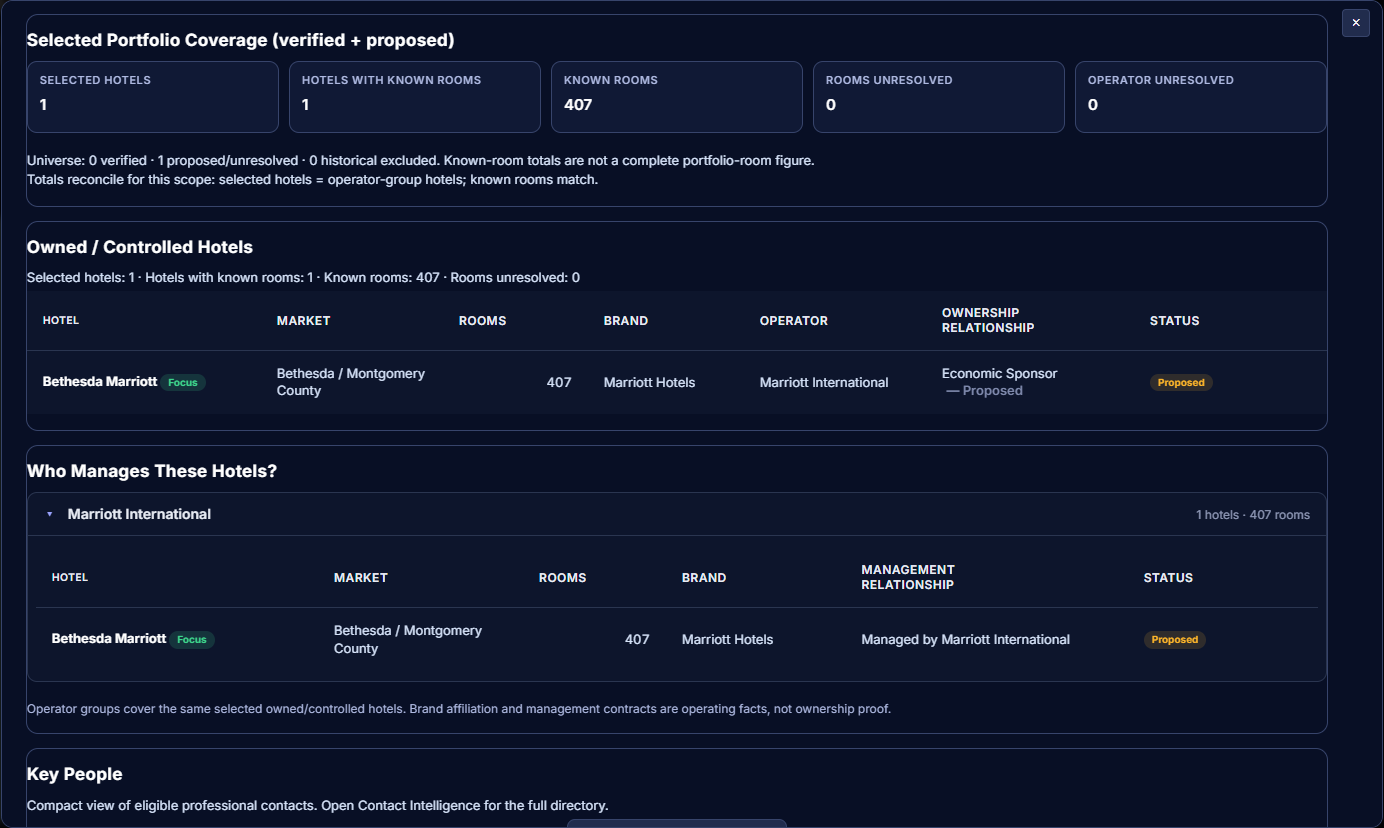 Selected Portfolio Coverage (verified + proposed)
SELECTED HOTELS
1
HOTELS WITH KNOWN ROOMS
1
KNOWN ROOMS
407
ROOMS UNRESOLVED
0
OPERATOR UNRESOLVED
0
Universe: 0 verified · 1 proposed/unresolved · 0 historical excluded. Known-room totals are not a complete portfolio-room figure.
Totals reconcile for this scope: selected hotels = operator-group hotels; known rooms match.
Owned / Controlled Hotels
Selected hotels: 1 · Hotels with known rooms: 1 · Known rooms: 407 · Rooms unresolved: 0
HOTEL MARKET ROOMS BRAND OPERATOR OWNERSHIP RELATIONSHIP STATUS
Bethesda Marriott Focus Bethesda / Montgomery County 407 Marriott Hotels Marriott International Economic Sponsor — Proposed Proposed
Who Manages These Hotels?
Marriott International 1 hotels · 407 rooms
HOTEL MARKET ROOMS BRAND MANAGEMENT RELATIONSHIP STATUS
Bethesda Marriott Focus Bethesda / Montgomery County 407 Marriott Hotels Managed by Marriott International Proposed
Operator groups cover the same selected owned/controlled hotels. Brand affiliation and management contracts are operating facts, not ownership proof.
Key People
Compact view of eligible professional contacts. Open Contact Intelligence for the full directory.